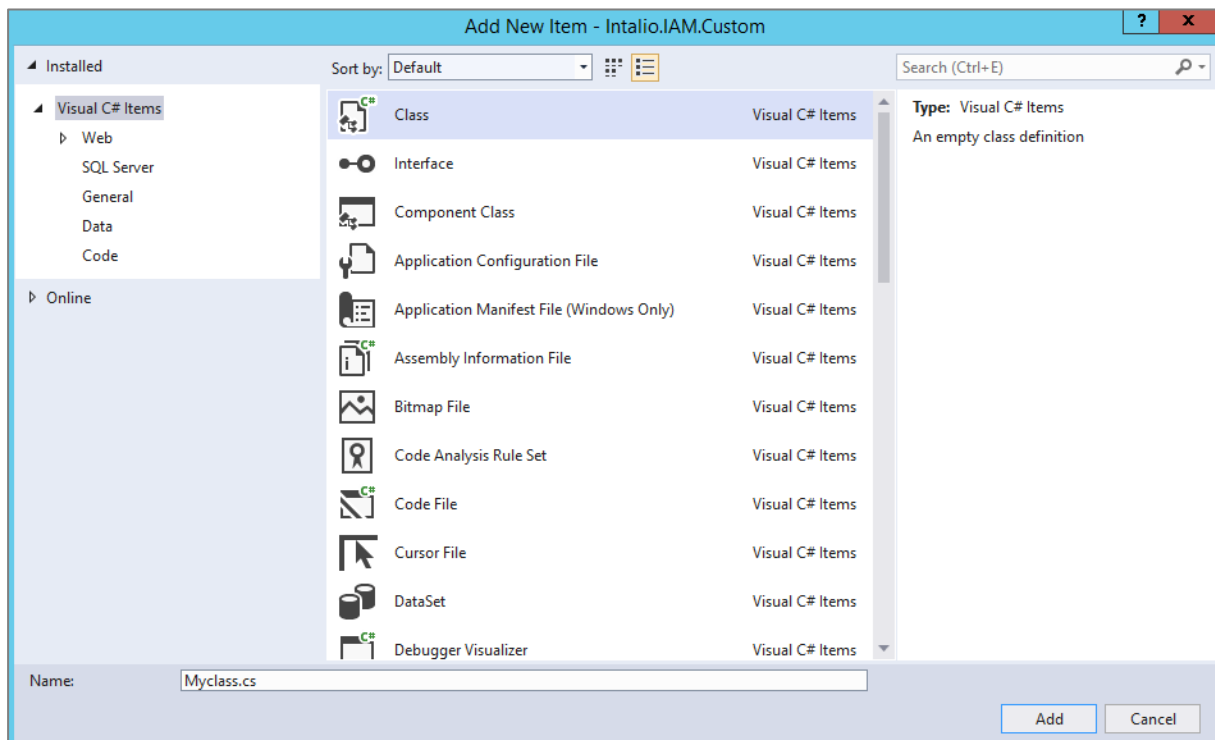 Add New Item - Intalio.IAM.Custom
?
x
Installed
Sort by: Default
Search (Ctrl+E)
Visual C# Items
Web
SQL Server
General
Data
Code
Online
C# Class Visual C# Items
Interface Visual C# Items
Component Class Visual C# Items
Application Configuration File Visual C# Items
Application Manifest File (Windows Only) Visual C# Items
C# Assembly Information File Visual C# Items
Bitmap File Visual C# Items
Code Analysis Rule Set Visual C# Items
C# Code File Visual C# Items
Cursor File Visual C# Items
DataSet Visual C# Items
C# Debugger Visualizer Visual C# Items
Type: Visual C# Items
An empty class definition
Name: Myclass.cs
Add
Cancel